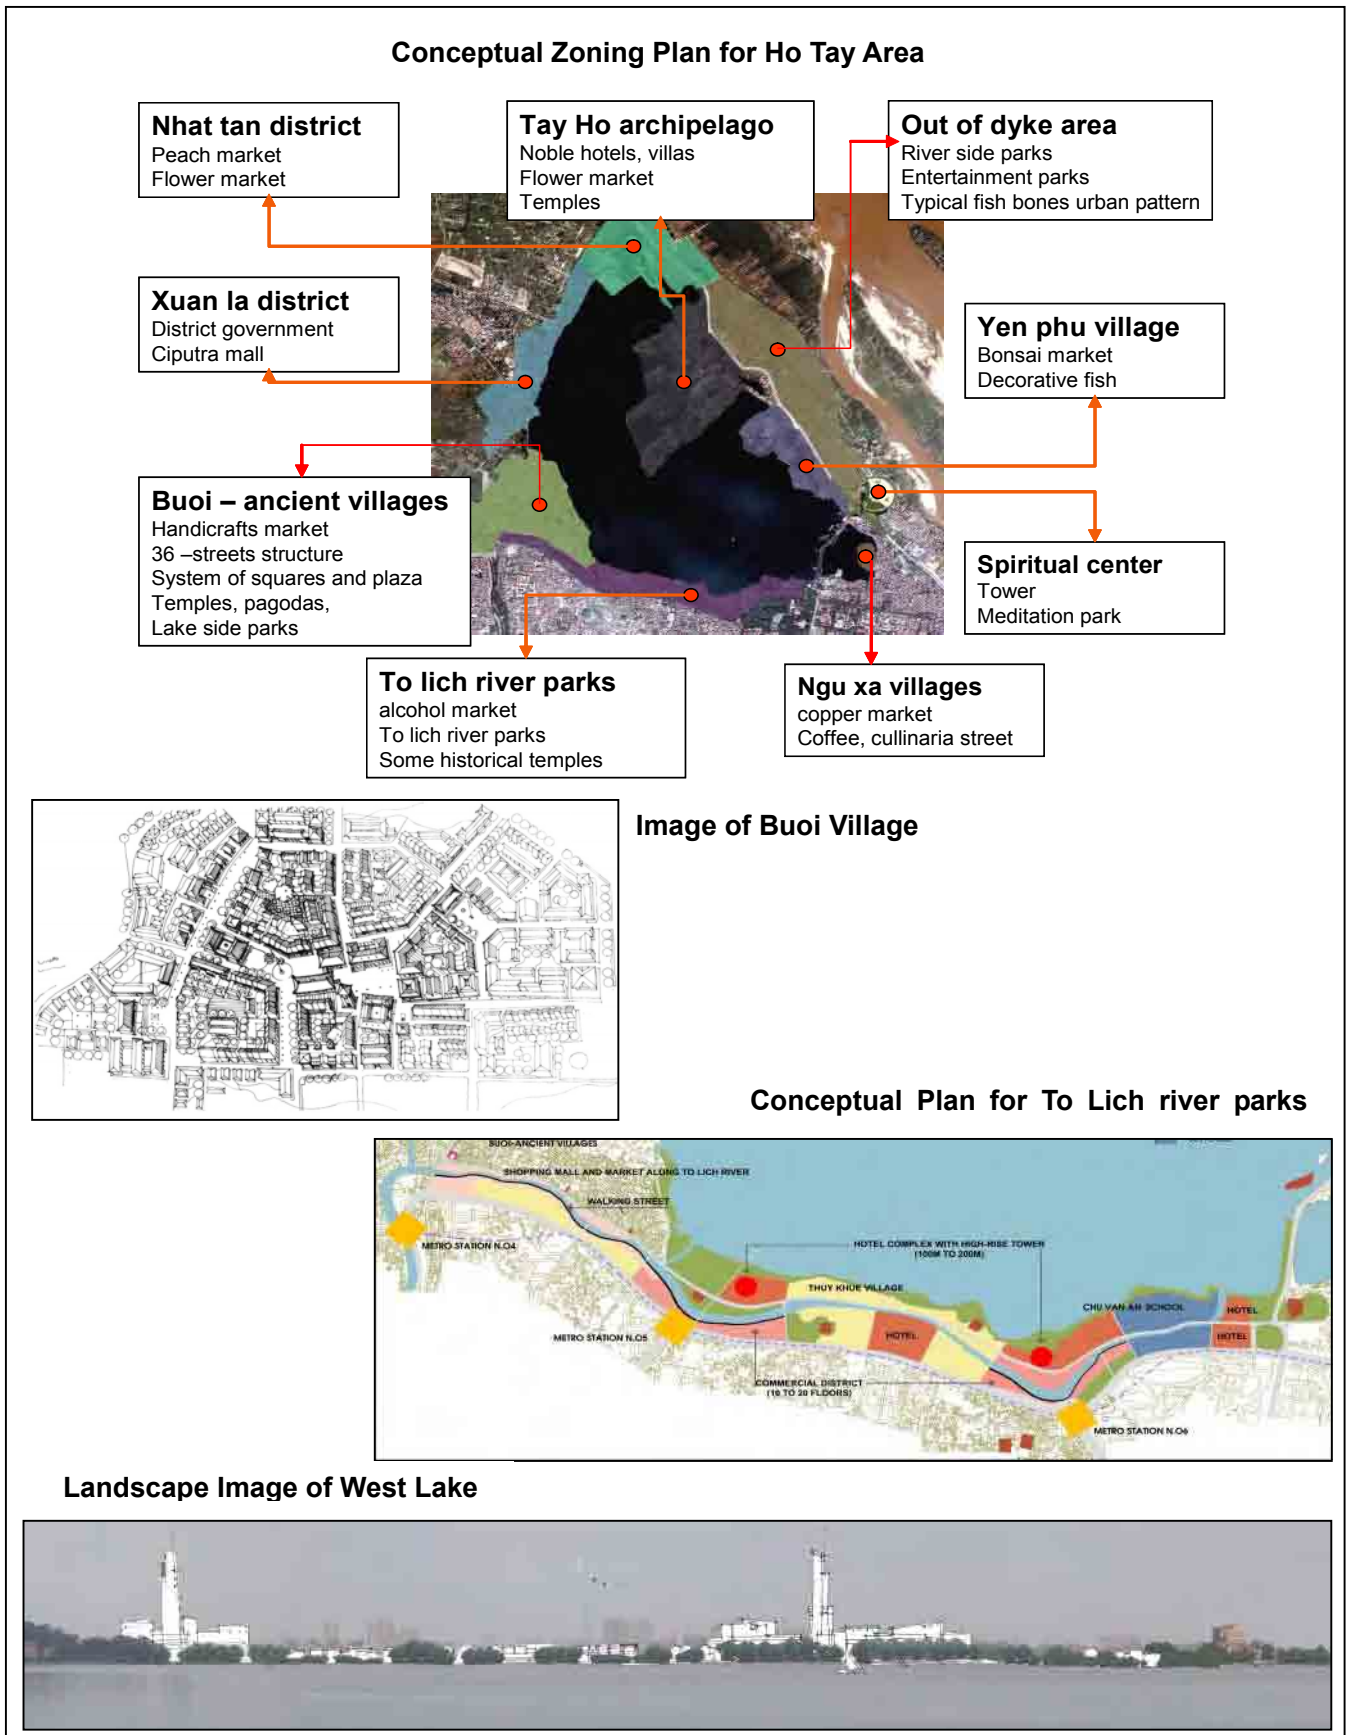 Conceptual Zoning Plan for Ho Tay Area
Nhat tan district
Peach market
Flower market
Tay Ho archipelago
Noble hotels, villas
Flower market
Temples
Out of dyke area
River side parks
Entertainment parks
Typical fish bones urban pattern
Xuan la district
District government
Ciputra mall
Yen phu village
Bonsai market
Decorative fish
Buoi – ancient villages
Handicrafts market
36 –streets structure
System of squares and plaza
Temples, pagodas,
Lake side parks
Spiritual center
Tower
Meditation park
To lich river parks
alcohol market
To lich river parks
Some historical temples
Ngu xa villages
copper market
Coffee, cullinaria street
Image of Buoi Village
Conceptual Plan for To Lich river parks
BUOI-ANCIENT VILLAGES
SHOPPING MALL AND MARKET ALONG TO LICH RIVER
WALKING STREET
METRO STATION N.O4
HOTEL COMPLEX WITH HIGH-RISE TOWER
(100M TO 200M)
THUY KHUE VILLAGE
CHU VAN AN SCHOOL
HOTEL
METRO STATION N.O5
HOTEL
HOTEL
COMMERCIAL DISTRICT
(10 TO 20 FLOORS)
METRO STATION N.O6
Landscape Image of West Lake